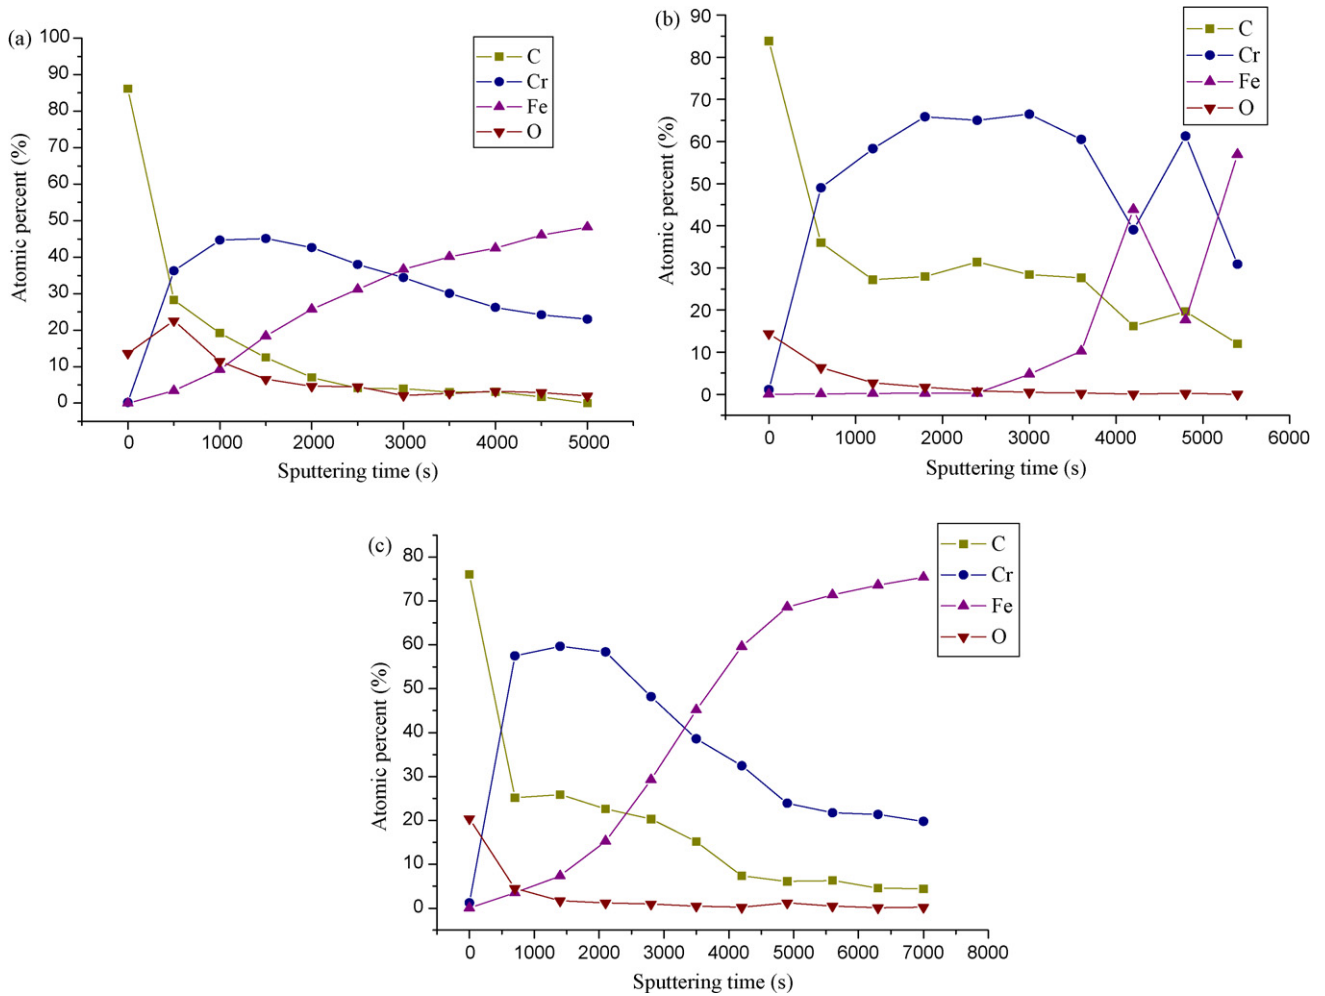 (a)
100
90
80
70
60
50
40
30
20
10
0
Atomic percent (%)
0 1000 2000 3000 4000 5000
Sputtering time (s)
C
Cr
Fe
O
(b)
90
80
70
60
50
40
30
20
10
0
Atomic percent (%)
0 1000 2000 3000 4000 5000 6000
Sputtering time (s)
C
Cr
Fe
O
(c)
80
70
60
50
40
30
20
10
0
Atomic percent (%)
0 1000 2000 3000 4000 5000 6000 7000 8000
Sputtering time (s)
C
Cr
Fe
O